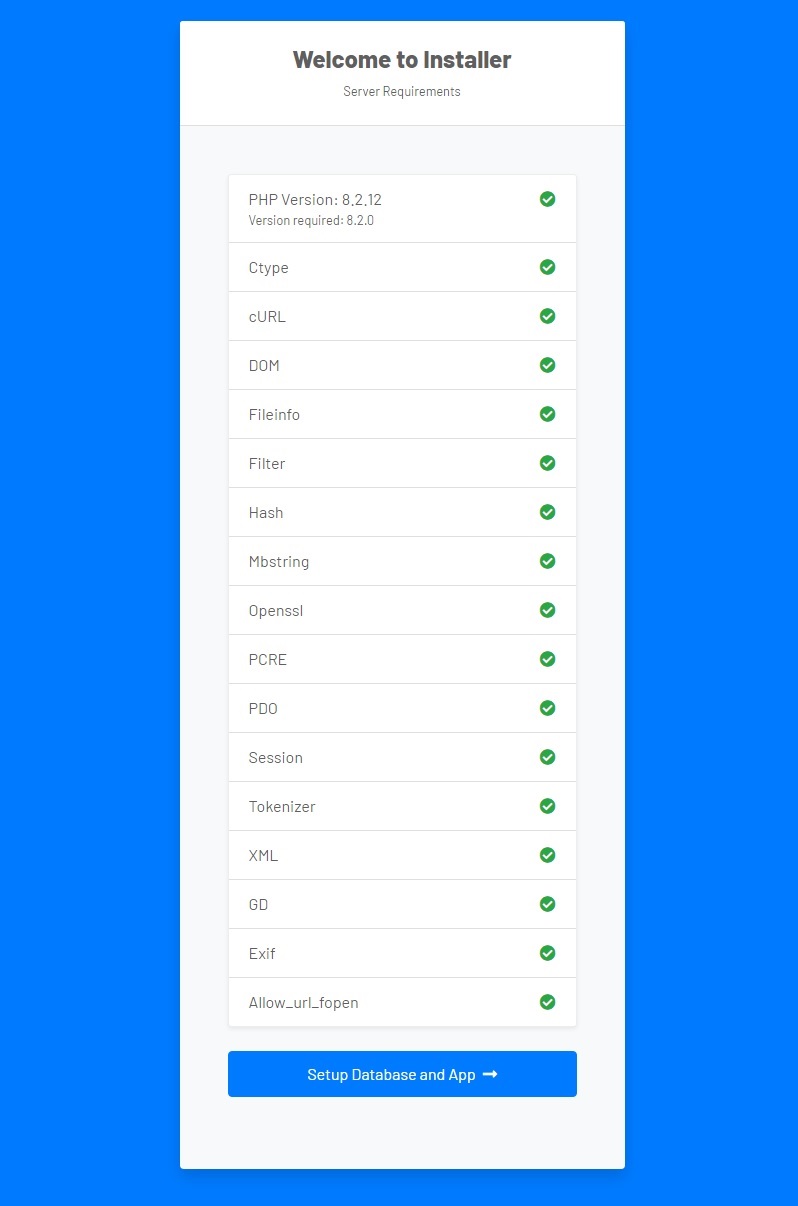 Welcome to Installer
Server Requirements
PHP Version: 8.2.12
Version required: 8.2.0
Ctype
cURL
DOM
Fileinfo
Filter
Hash
Mbstring
Openssl
PCRE
PDO
Session
Tokenizer
XML
GD
Exif
Allow_url_fopen
Setup Database and App →